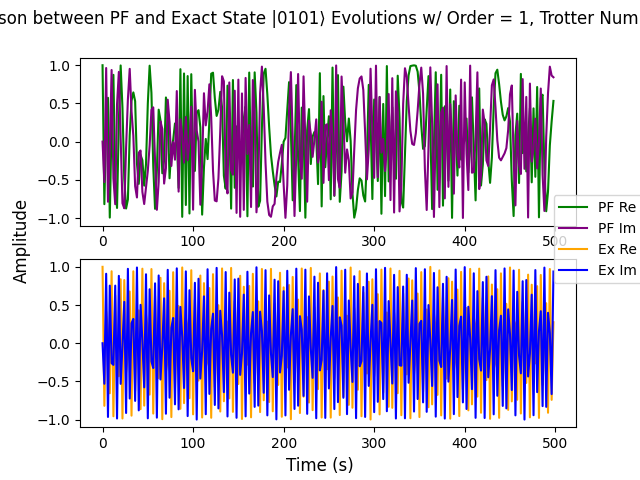 son between PF and Exact State |0101⟩ Evolutions w/ Order = 1, Trotter Num
1.0
0.5
0.0
−0.5
−1.0
0 100 200 300 400 500
PF Re
PF Im
Ex Re
Ex Im
Amplitude
1.0
0.5
0.0
−0.5
−1.0
0 100 200 300 400 500
Time (s)